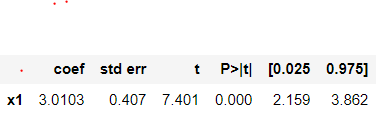 coef std err t P>|t| [0.025 0.975]
x1 3.0103 0.407 7.401 0.000 2.159 3.862